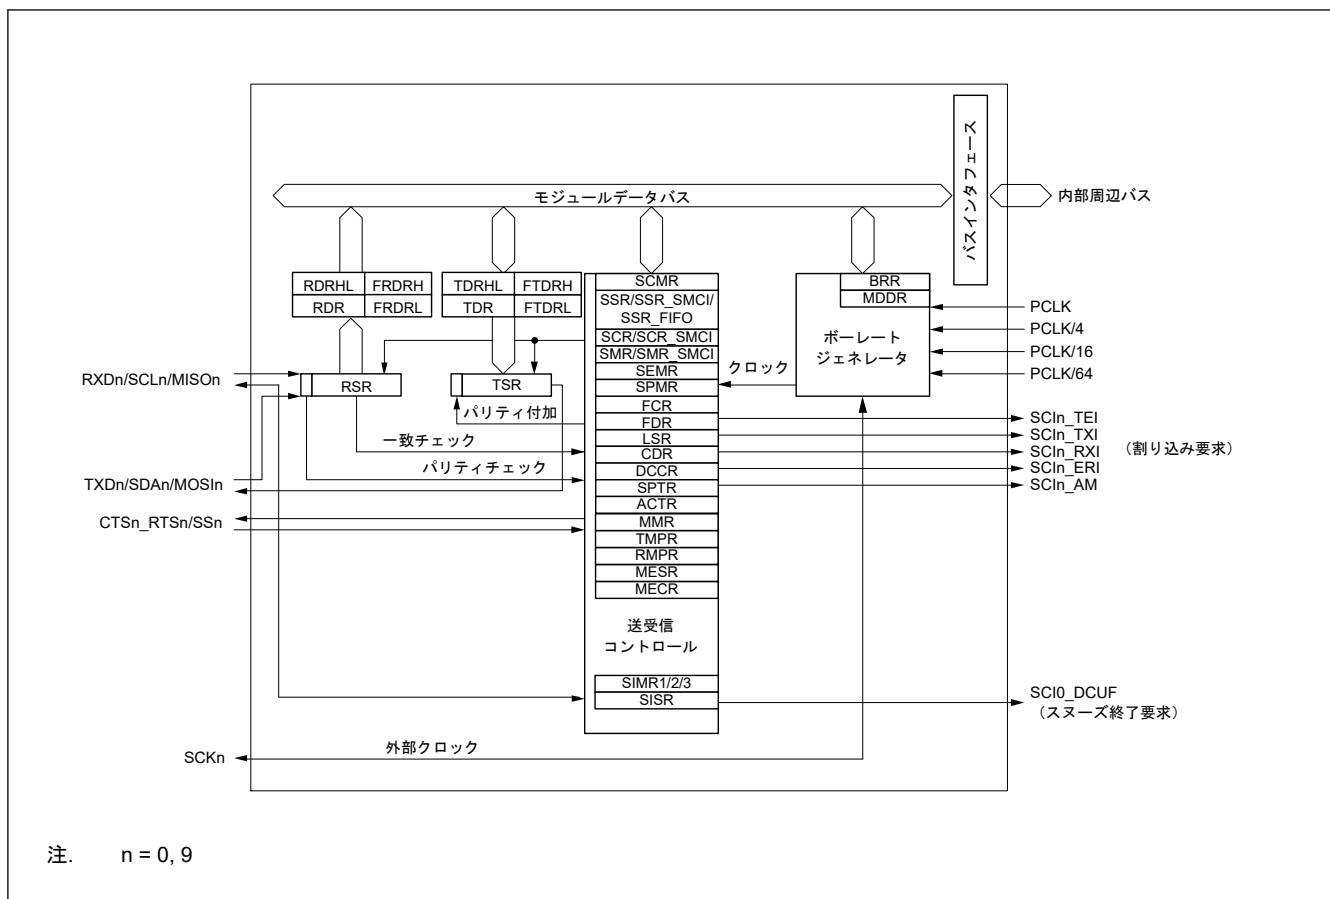 バスインタフェース
モジュールデータバス
内部周辺バス
RDRHL FRDRH
RDR FRDRL
TDRHL FTDRH
TDR FTDRL
SCMR
SSR/SSR_SMCI/
SSR_FIFO
SCR/SCR_SMCI
SMR/SMR_SMCI
SEMR
SPMR
FCR
FDR
LSR
CDR
DCCR
SPTR
ACTR
MMR
TMPR
RMPR
MESR
MECR
送受信
コントロール
SIMR1/2/3
SISR
BRR
MDDR
ボーレート
ジェネレータ
クロック
PCLK
PCLK/4
PCLK/16
PCLK/64
RXDn/SCLn/MISOn
RSR
TSR
パリティ付加
一致チェック
パリティチェック
TXDn/SDAn/MOSIn
CTSn_RTSn/SSn
SCIn_TEI
SCIn_TXI
SCIn_RXI
SCIn_ERI
SCIn_AM
（割り込み要求）
SCI0_DCUF
（スヌーズ終了要求）
SCKn
外部クロック
注. n = 0, 9